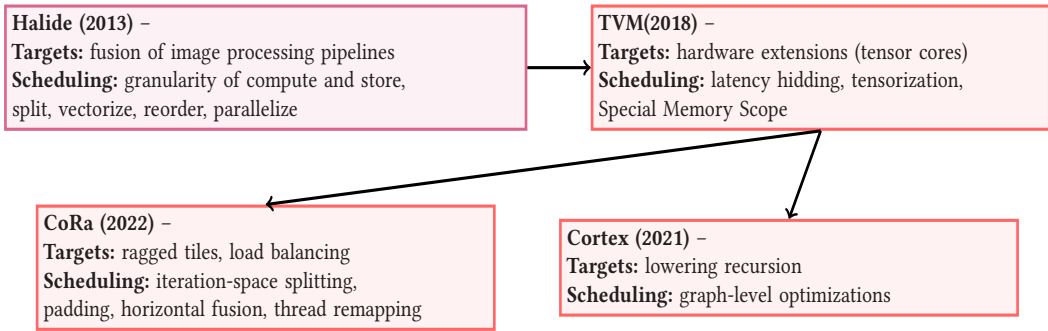 Halide (2013) –
Targets: fusion of image processing pipelines
Scheduling: granularity of compute and store,
split, vectorize, reorder, parallelize
TVM(2018) –
Targets: hardware extensions (tensor cores)
Scheduling: latency hidding, tensorization,
Special Memory Scope
CoRa (2022) –
Targets: ragged tiles, load balancing
Scheduling: iteration-space splitting,
padding, horizontal fusion, thread remapping
Cortex (2021) –
Targets: lowering recursion
Scheduling: graph-level optimizations